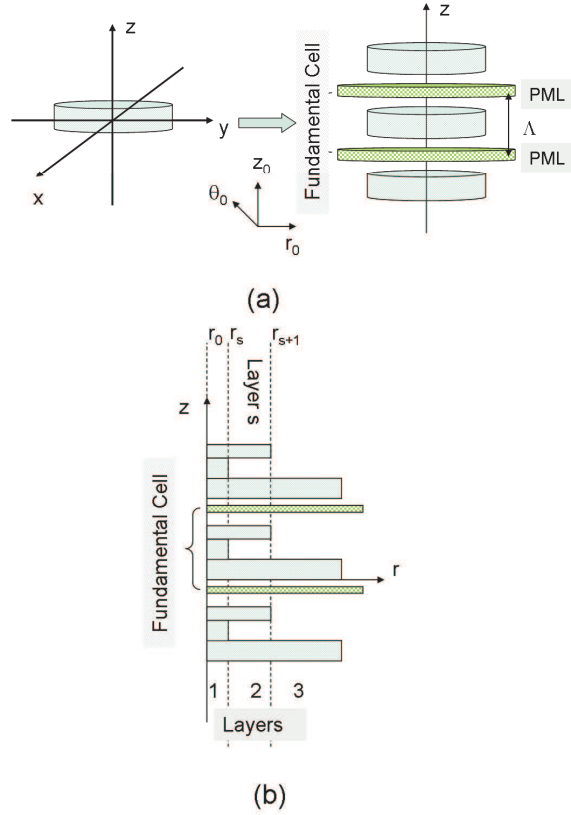 z
y
x
Fundamental Cell
z
PML
Λ
PML
z₀
θ₀
r₀
(a)
r₀ rₛ rₛ₊₁
Layer s
z
Fundamental Cell
r
1 2 3
Layers
(b)